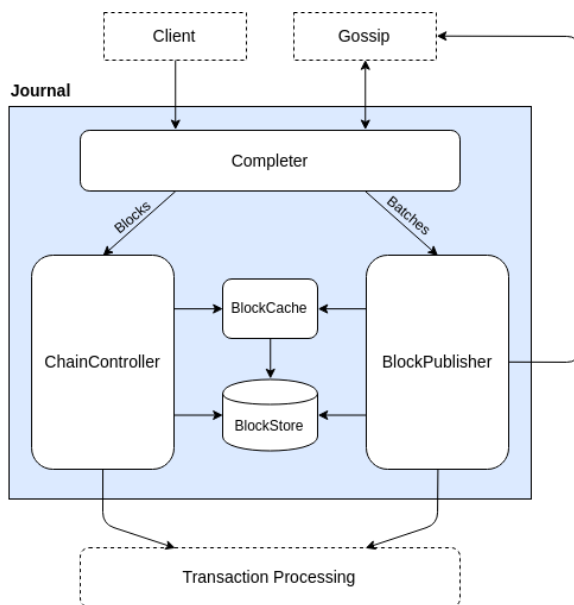 Client
Gossip
Journal
Completer
Blocks
Batches
BlockCache
ChainController
BlockPublisher
BlockStore
Transaction Processing